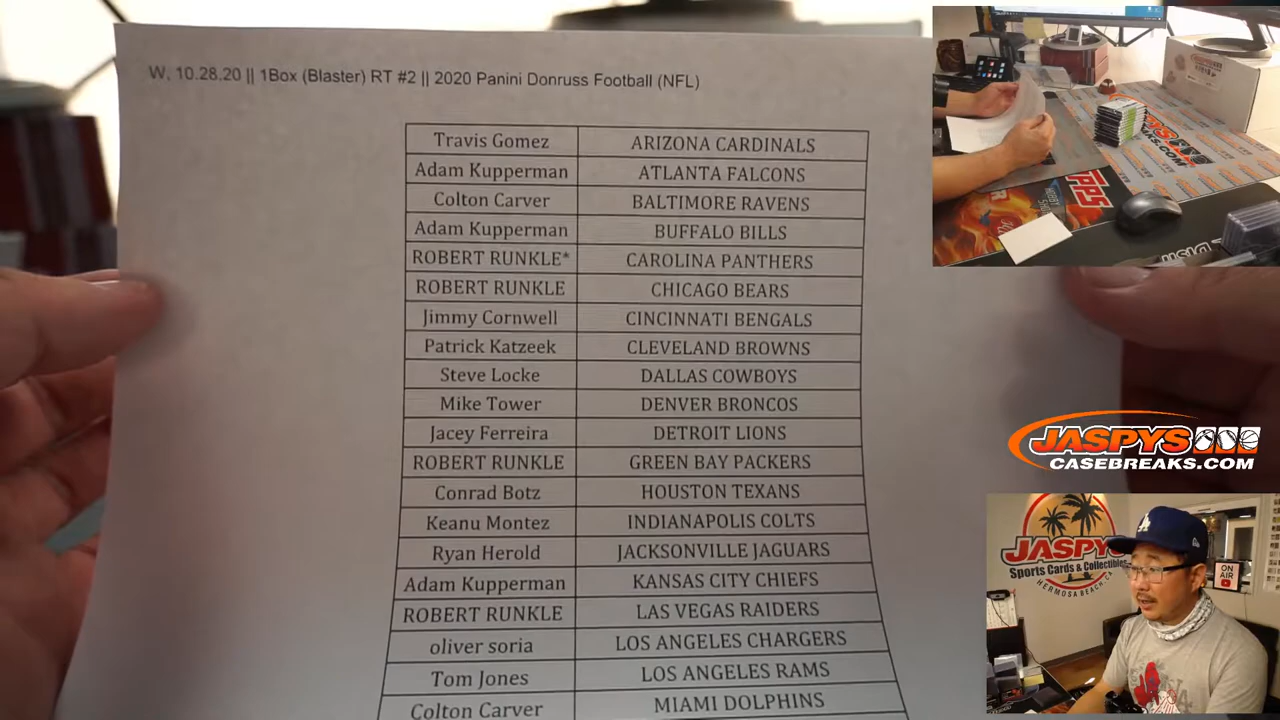 W, 10.28.20 || 1Box (Blaster) RT #2 || 2020 Panini Donruss Football (NFL)
Travis Gomez ARIZONA CARDINALS
Adam Kupperman ATLANTA FALCONS
Colton Carver BALTIMORE RAVENS
Adam Kupperman BUFFALO BILLS
ROBERT RUNKLE* CAROLINA PANTHERS
ROBERT RUNKLE CHICAGO BEARS
Jimmy Cornwell CINCINNATI BENGALS
Patrick Katzeek CLEVELAND BROWNS
Steve Locke DALLAS COWBOYS
Mike Tower DENVER BRONCOS
Jacey Ferreira DETROIT LIONS
ROBERT RUNKLE GREEN BAY PACKERS
Conrad Botz HOUSTON TEXANS
Keanu Montez INDIANAPOLIS COLTS
Ryan Herold JACKSONVILLE JAGUARS
Adam Kupperman KANSAS CITY CHIEFS
ROBERT RUNKLE LAS VEGAS RAIDERS
oliver soria LOS ANGELES CHARGERS
Tom Jones LOS ANGELES RAMS
Colton Carver MIAMI DOLPHINS
TOPPS
JASPYS
CASEBREAKS.COM
JASPYS
Sports Cards & Collectibles
HERMOSA BEACH, CA
ON
AIR